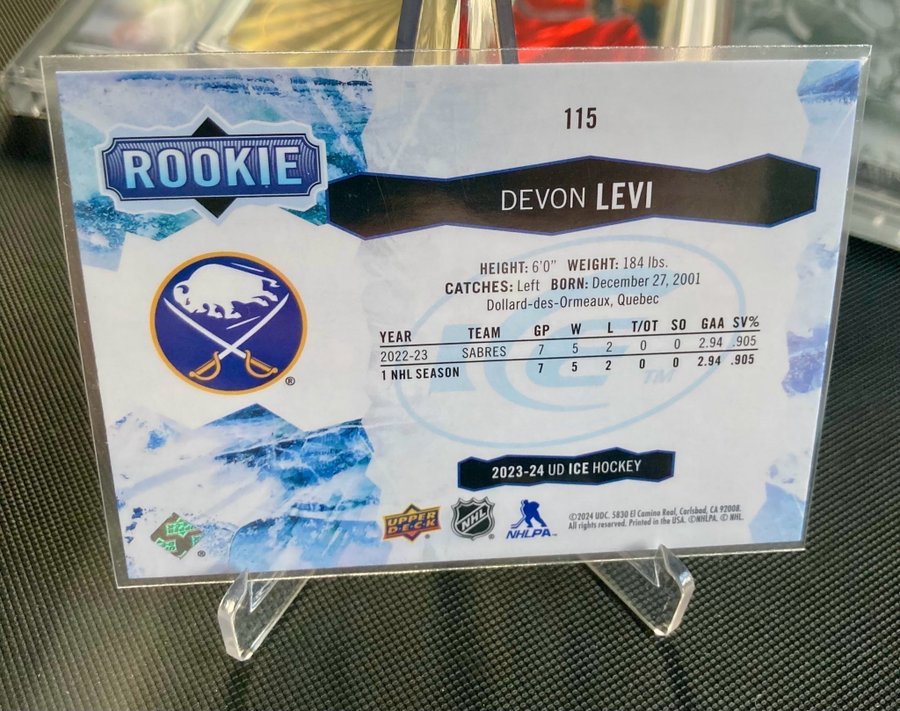 115
ROOKIE
DEVON LEVI
HEIGHT: 6'0" WEIGHT: 184 lbs.
CATCHES: Left BORN: December 27, 2001
Dollard-des-Ormeaux, Quebec
YEAR TEAM GP W L T/OT SO GAA SV%
2022-23 SABRES 7 5 2 0 0 2.94 .905
1 NHL SEASON 7 5 2 0 0 2.94 .905
ICE
TM
®
2023-24 UD ICE HOCKEY
UPPER DECK ® NHL ® NHLPA™
©2024 UDC. 5830 El Camino Real, Carlsbad, CA 92008.
All rights reserved. Printed in the USA. ©NHLPA. © NHL.
®